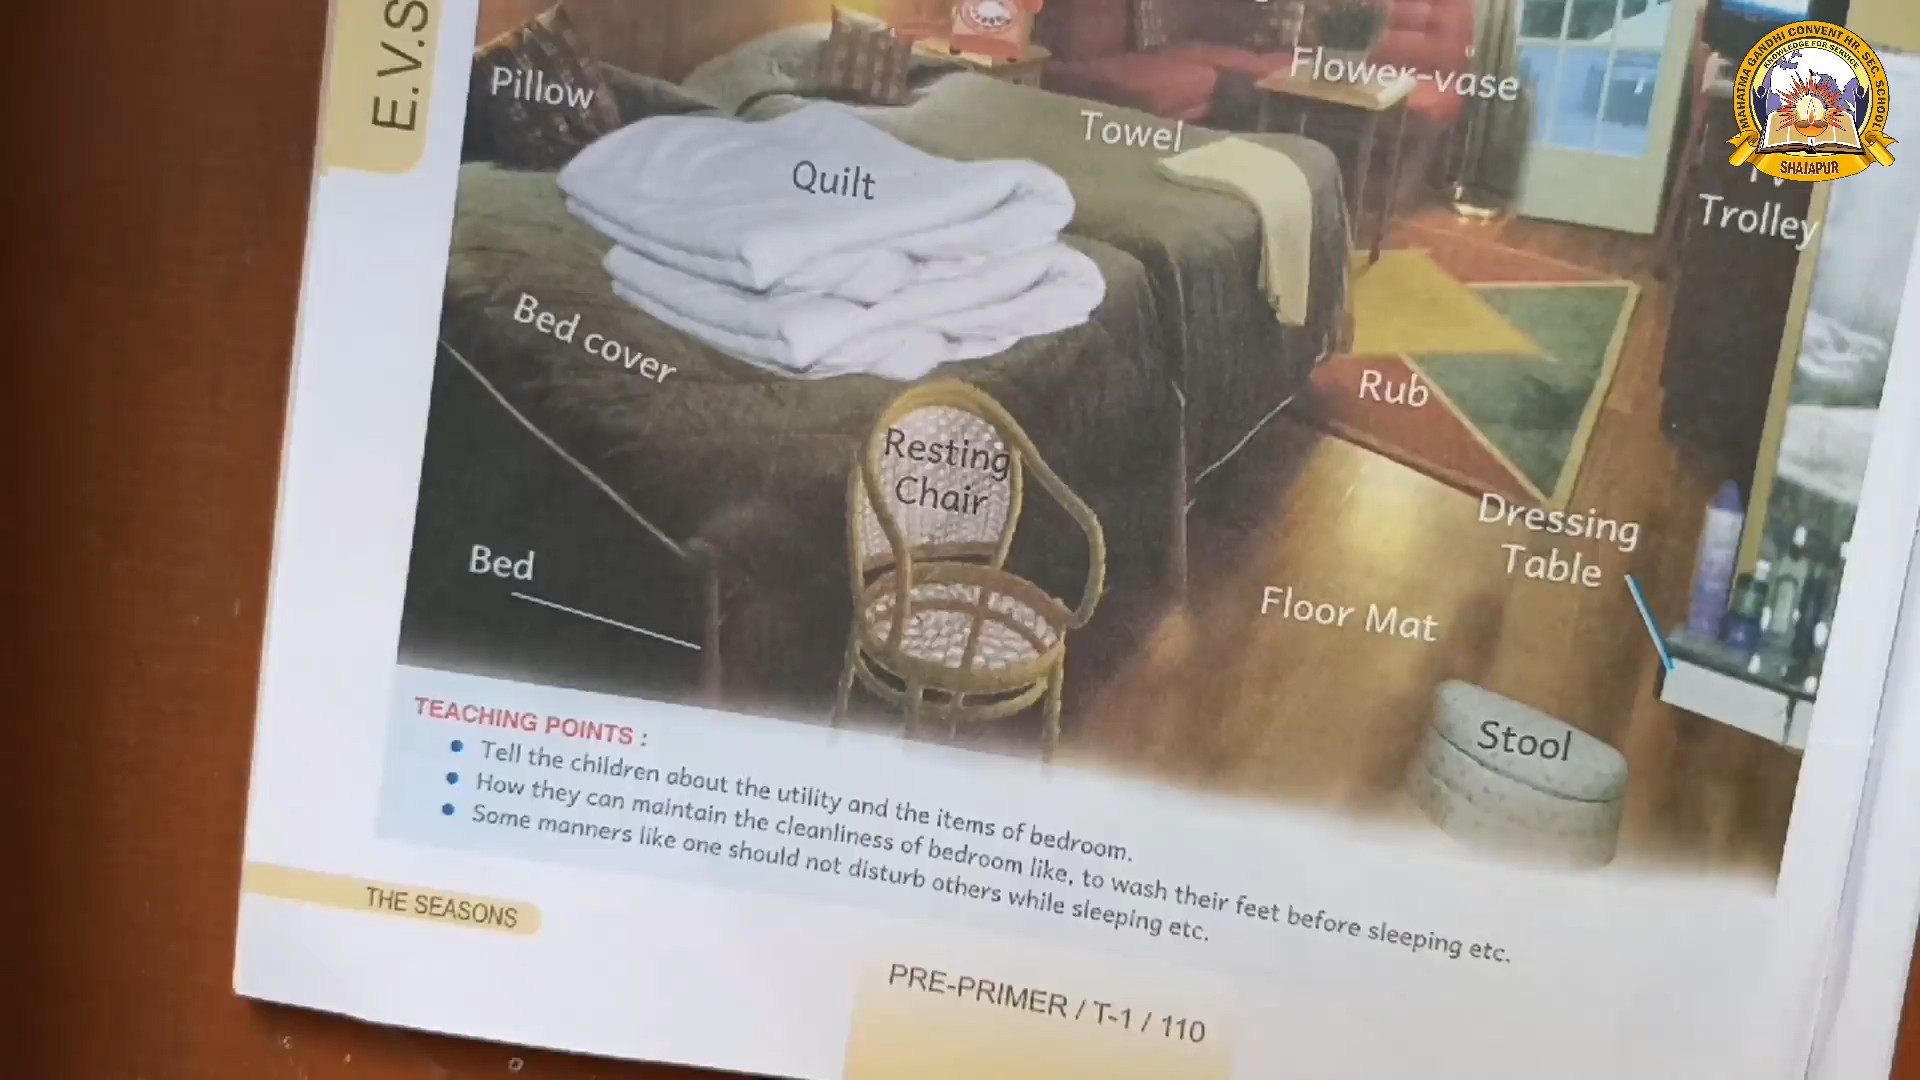 E.V.S
Pillow
Flower-vase
Towel
Quilt
Trolley
Bed cover
Rub
Resting
Chair
Dressing
Table
Bed
Floor Mat
Stool
TEACHING POINTS :
Tell the children about the utility and the items of bedroom.
How they can maintain the cleanliness of bedroom like, to wash their feet before sleeping etc.
Some manners like one should not disturb others while sleeping etc.
THE SEASONS
PRE-PRIMER / T-1 / 110
MAHATMA GANDHI CONVENT HR. SEC. SCHOOL
KNOWLEDGE FOR SERVICE
SHAJAPUR